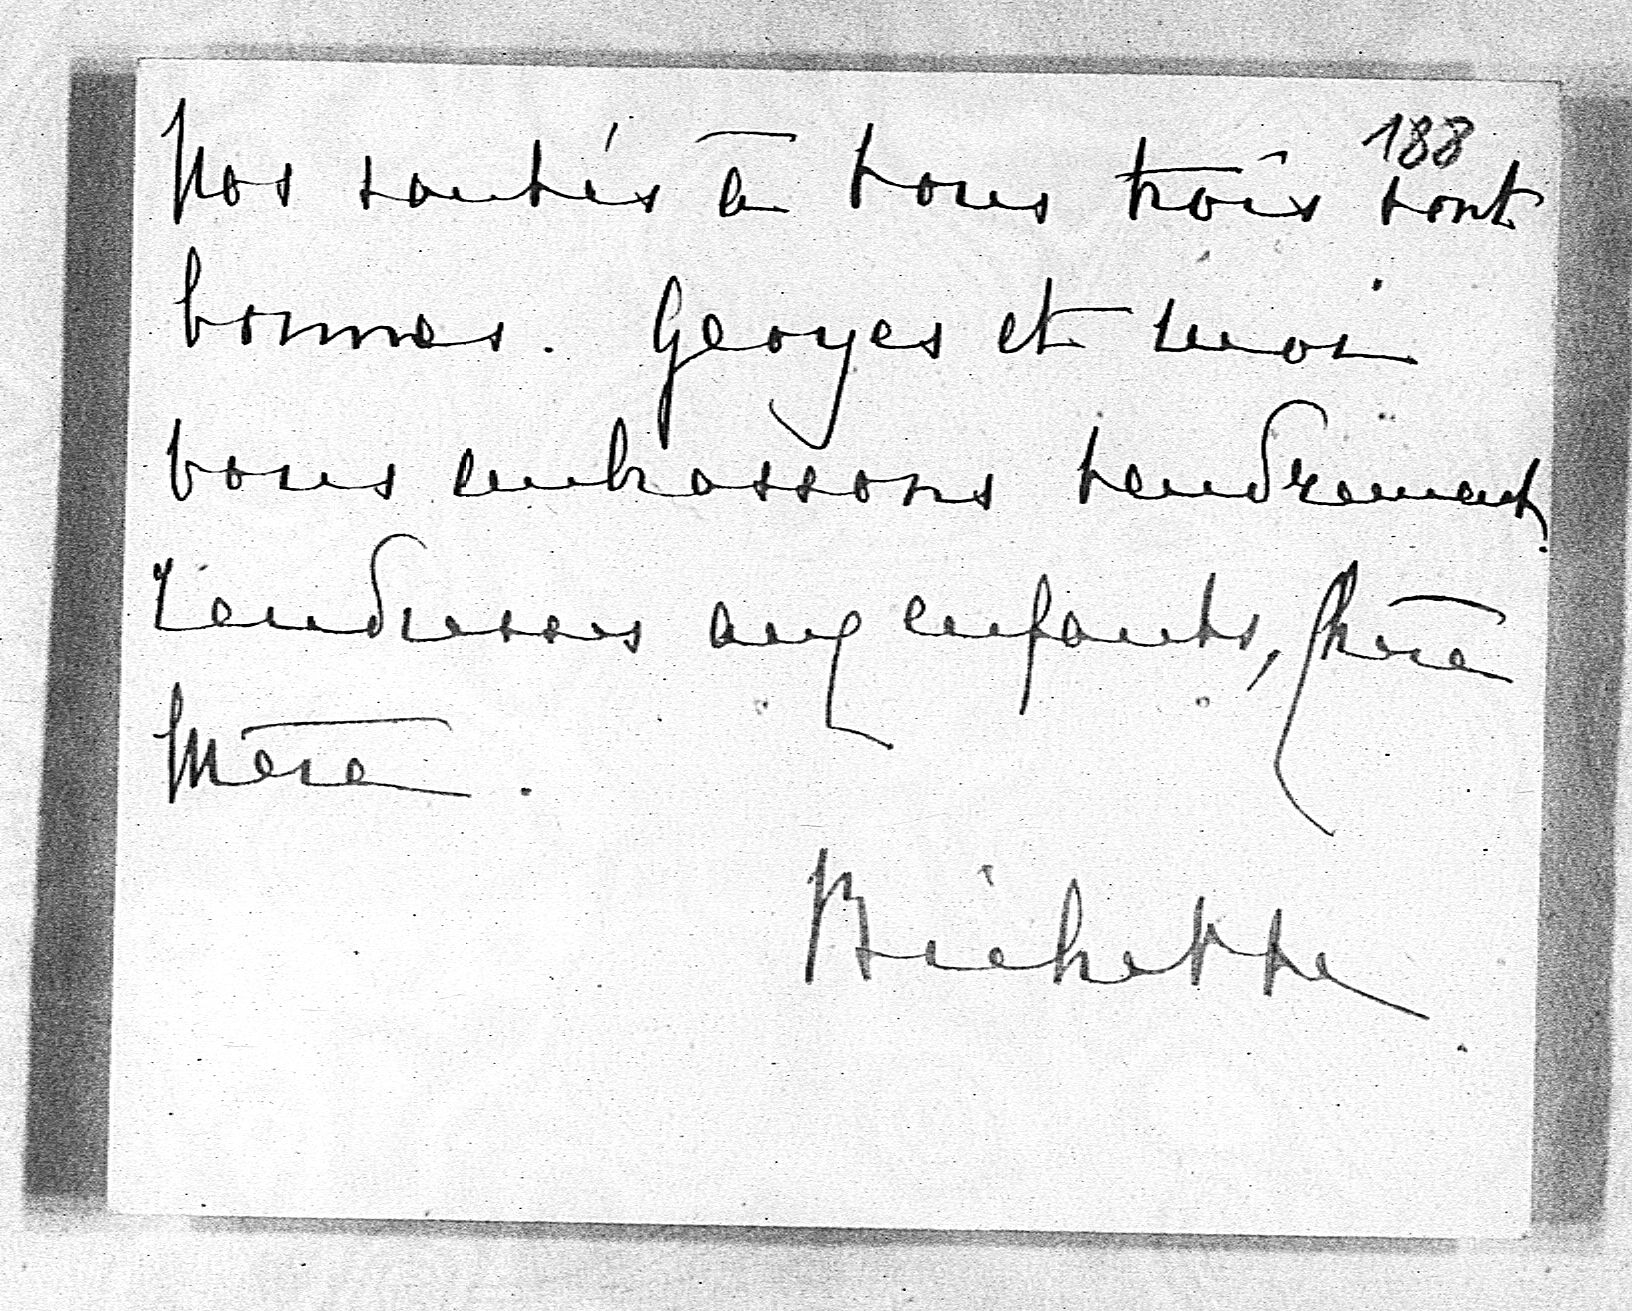 188
Nos santés à tous trois sont
bonnes. Georges et moi
vous embrassons tendrement.
Tendresses aux enfants, chère
Mère.
Bichette.